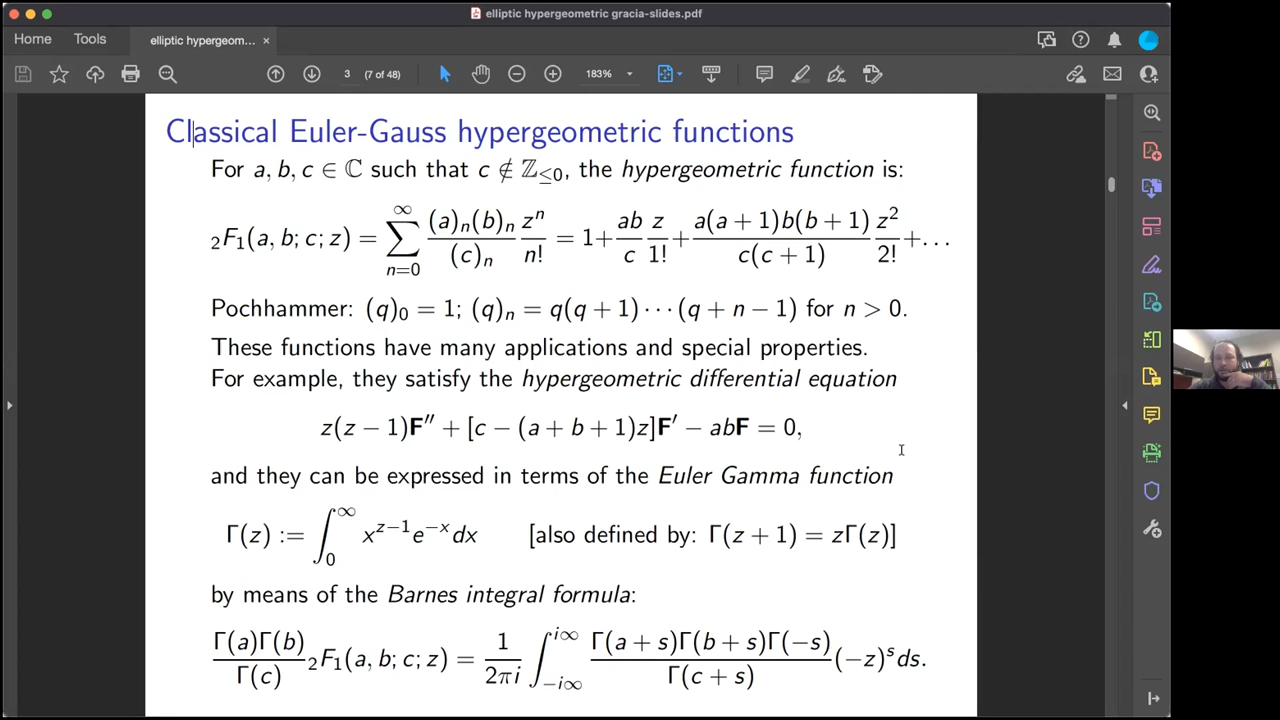 elliptic hypergeometric gracia-slides.pdf
Home Tools elliptic hypergeom... ×
3 (7 of 48) 183%
Classical Euler-Gauss hypergeometric functions
For a, b, c ∈ ℂ such that c ∉ ℤ≤0, the hypergeometric function is:
₂F₁(a, b; c; z) = ∑_{n=0}^{∞} (a)ₙ(b)ₙ/(c)ₙ zⁿ/n! = 1+ ab/c z/1! + a(a + 1)b(b + 1)/c(c + 1) z²/2! +...
Pochhammer: (q)₀ = 1; (q)ₙ = q(q + 1) ··· (q + n − 1) for n > 0.
These functions have many applications and special properties.
For example, they satisfy the hypergeometric differential equation
z(z − 1)F′′ + [c − (a + b + 1)z]F′ − abF = 0,
and they can be expressed in terms of the Euler Gamma function
Γ(z) := ∫_0^∞ x^{z−1}e^{−x}dx [also defined by: Γ(z + 1) = zΓ(z)]
by means of the Barnes integral formula:
Γ(a)Γ(b)/Γ(c) ₂F₁(a, b; c; z) = 1/2πi ∫_{−i∞}^{i∞} Γ(a + s)Γ(b + s)Γ(−s)/Γ(c + s) (−z)^s ds.